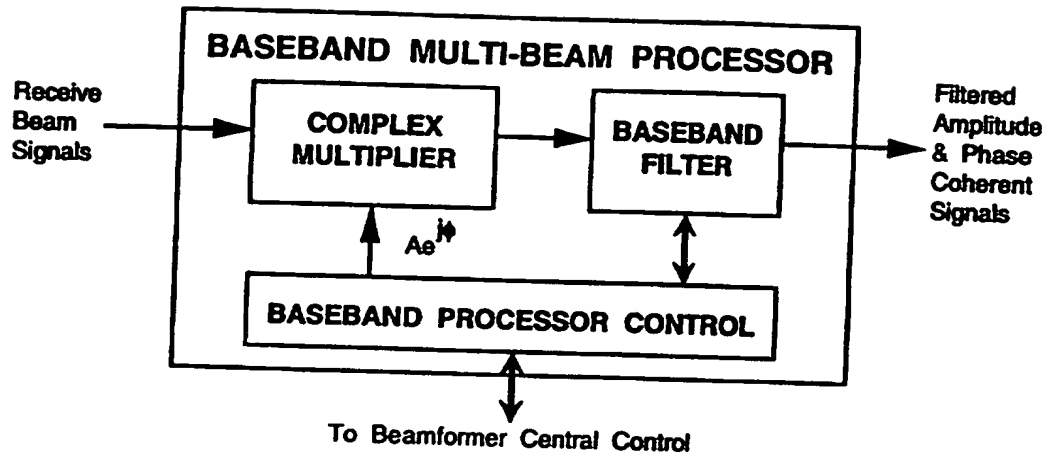 BASEBAND MULTI-BEAM PROCESSOR
Receive
Beam
Signals
COMPLEX
MULTIPLIER
BASEBAND
FILTER
Filtered
Amplitude
& Phase
Coherent
Signals
Ae^jϕ
BASEBAND PROCESSOR CONTROL
To Beamformer Central Control